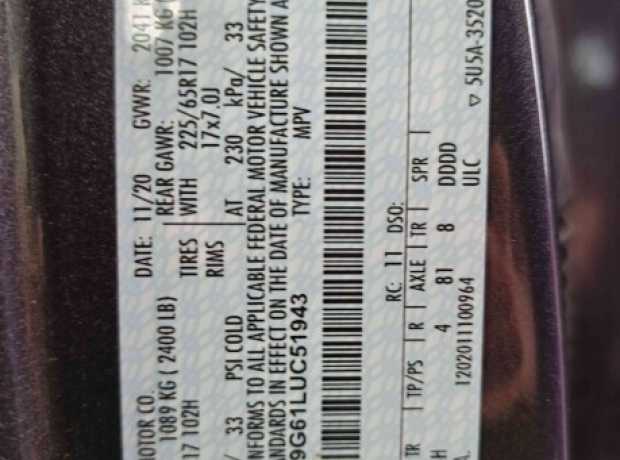 OTOR CO. DATE: 11/20 GVWR: 2041 K
1089 KG ( 2400 LB) REAR GAWR: 1007 KG (
17 102H TIRES WITH 225/65R17 102H
RIMS 17x7.0J
/ 33 PSI COLD AT 230 kPa/ 33
NFORMS TO ALL APPLICABLE FEDERAL MOTOR VEHICLE SAFETY
ANDARDS IN EFFECT ON THE DATE OF MANUFACTURE SHOWN A
9G61LUC51943 TYPE: MPV
RC: 11 DSO:
TR | TP/PS | R | AXLE | TR | SPR |
H 4 81 8 DDDD
A. 1202011100964 ULC
▽ 5U5A-3520